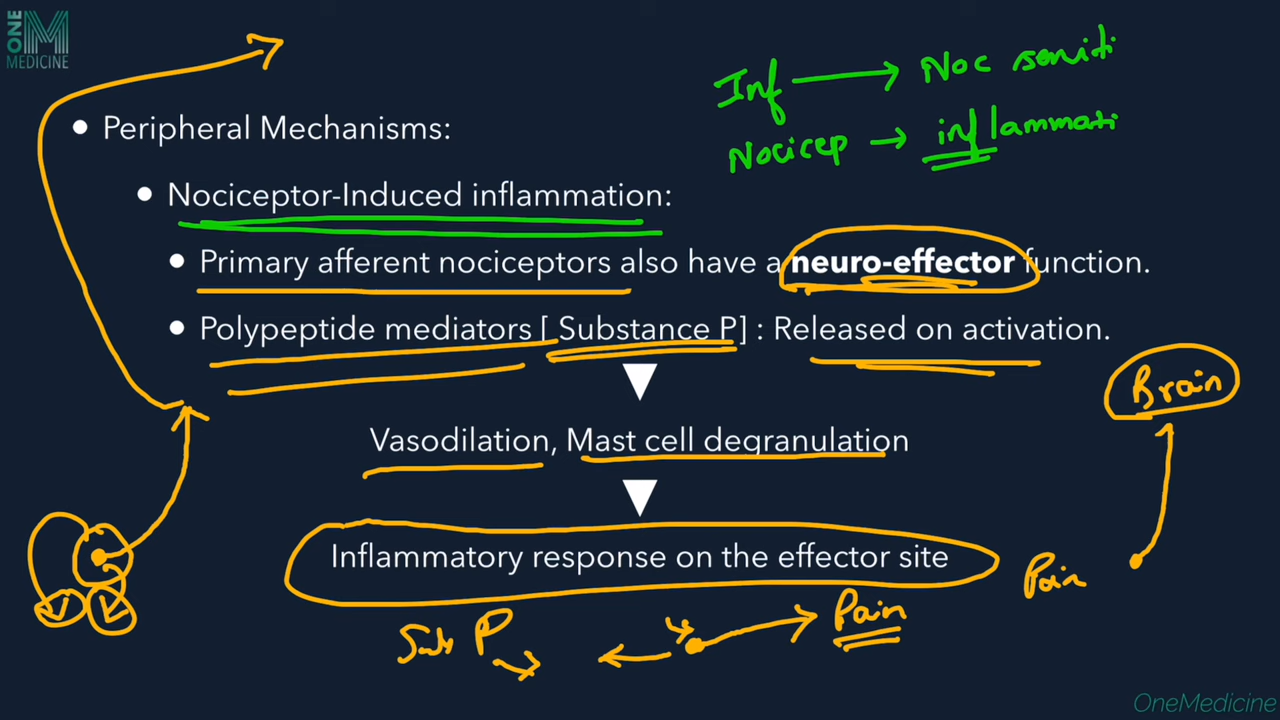 ONE
M
MEDICINE
Inf → Noc sensiti
Nocicep → inflammati
• Peripheral Mechanisms:
• Nociceptor-Induced inflammation:
• Primary afferent nociceptors also have a neuro-effector function.
• Polypeptide mediators [ Substance P] : Released on activation.
Brain
Vasodilation, Mast cell degranulation
Inflammatory response on the effector site
Pain
Pain
Sub P
OneMedicine